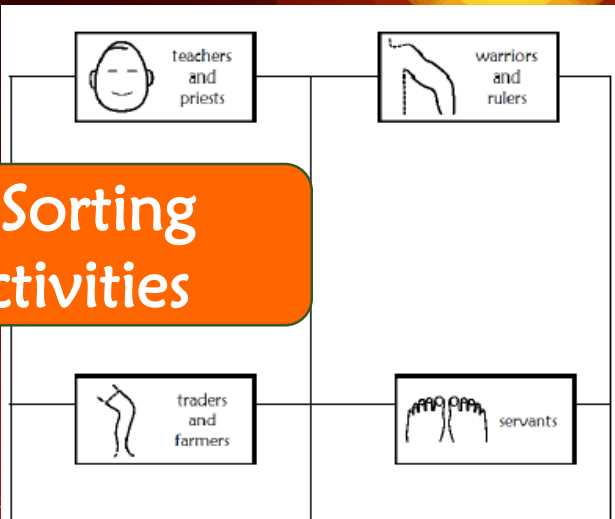 teachers
and
priests
warriors
and
rulers
Sorting
ctivities
traders
and
farmers
servants